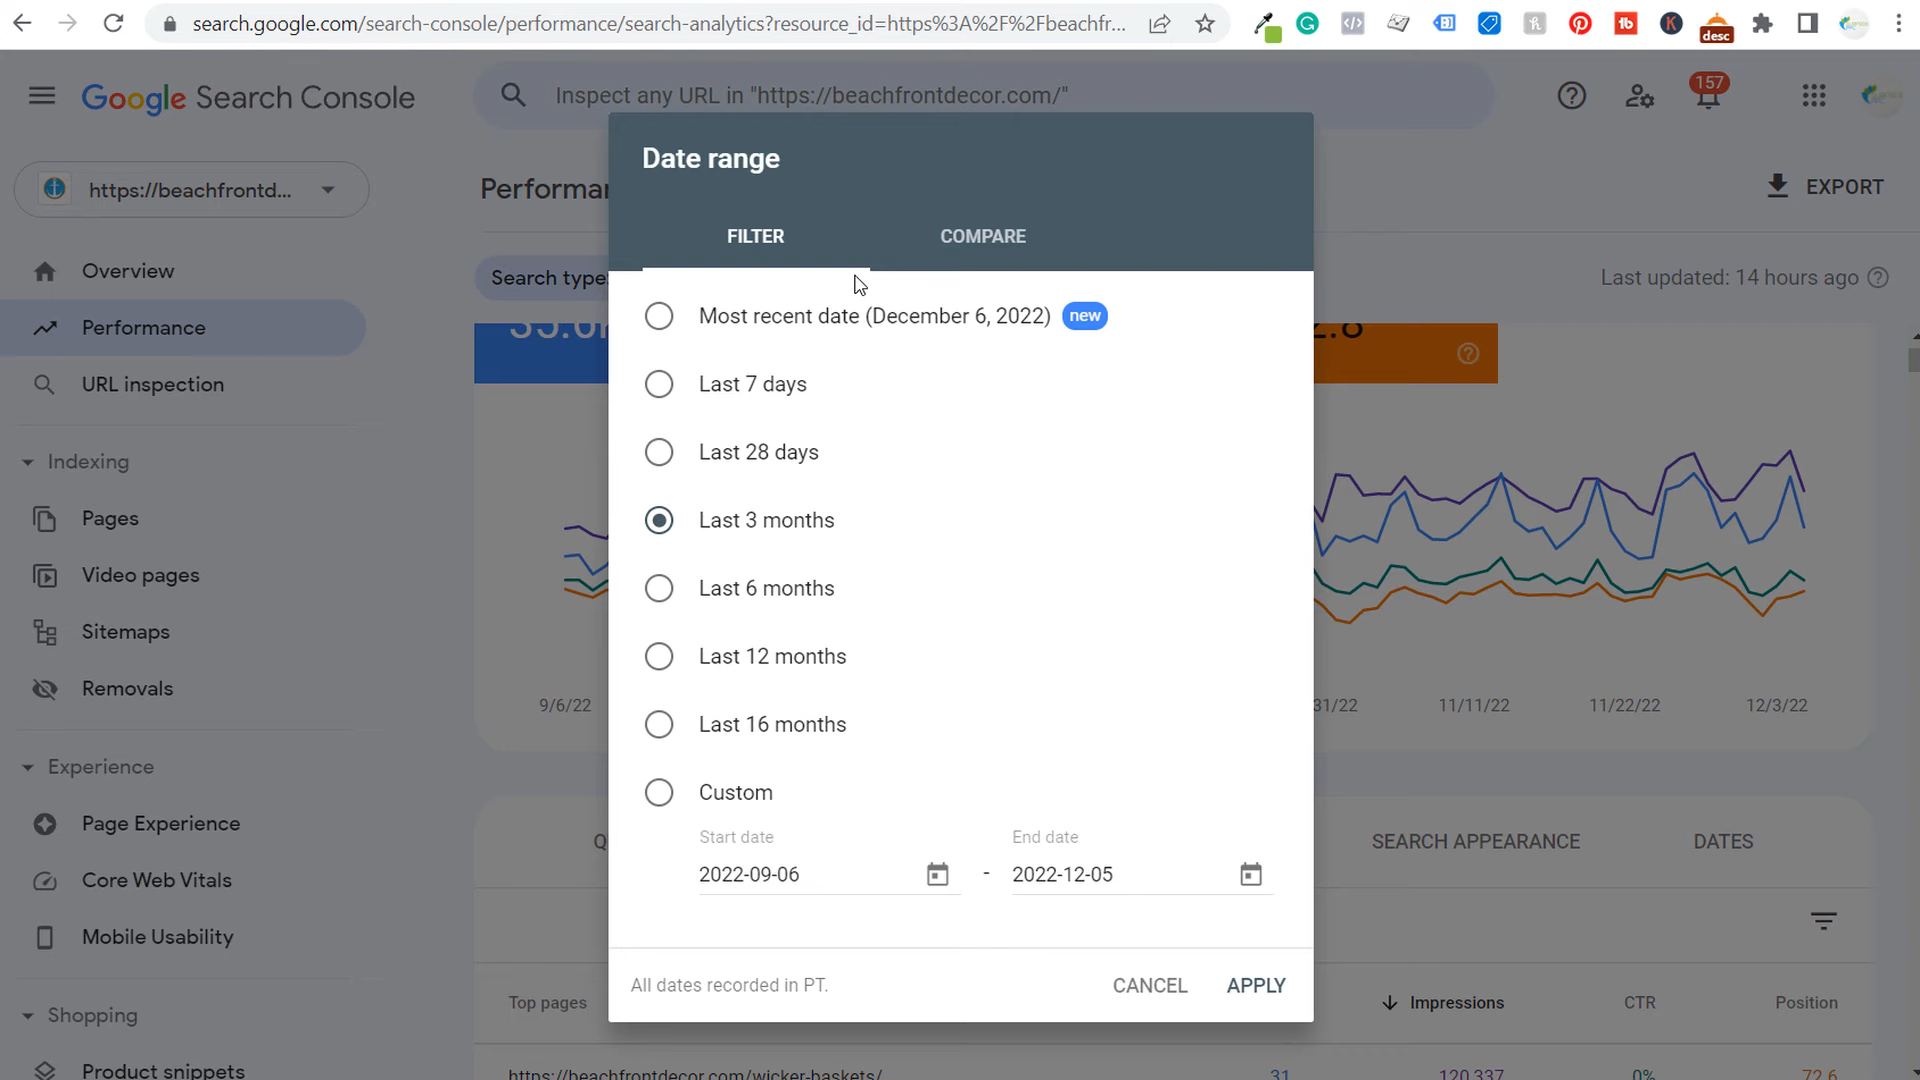 search.google.com/search-console/performance/search-analytics?resource_id=https%3A%2F%2Fbeachfr...
desc
Google Search Console
Inspect any URL in "https://beachfrontdecor.com/"
157
https://beachfrontd...
Performan
EXPORT
Date range
FILTER
COMPARE
Search type:
Last updated: 14 hours ago
Overview
Performance
URL inspection
Indexing
Pages
Video pages
Sitemaps
Removals
Experience
Page Experience
Core Web Vitals
Mobile Usability
Shopping
Product snippets
Most recent date (December 6, 2022) new
Last 7 days
Last 28 days
Last 3 months
Last 6 months
Last 12 months
Last 16 months
Custom
Start date
End date
2022-09-06
-
2022-12-05
All dates recorded in PT.
CANCEL
APPLY
9/6/22
31/22
11/11/22
11/22/22
12/3/22
SEARCH APPEARANCE
DATES
Top pages
Impressions
CTR
Position
https://beachfrontdecor.com/wicker-baskets/
31
120,337
0%
72.6